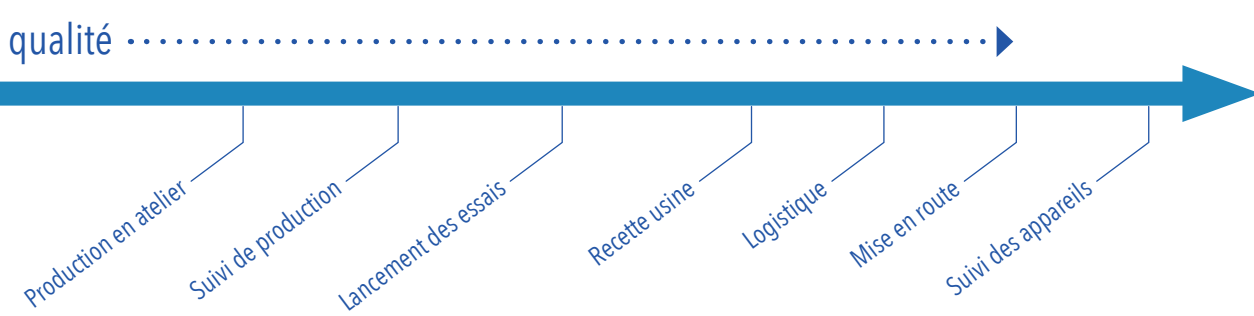 qualité
Production en atelier
Suivi de production
Lancement des essais
Recette usine
Logistique
Mise en route
Suivi des appareils